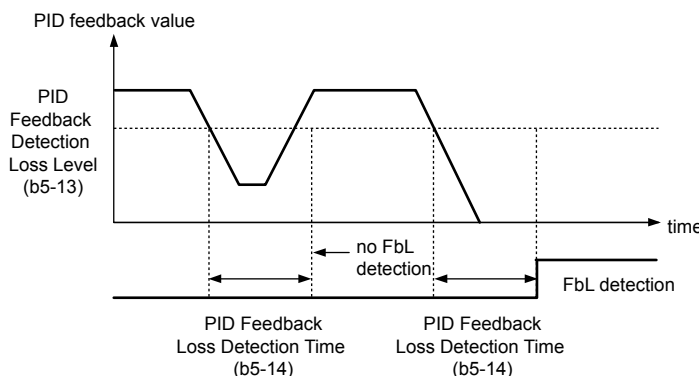 PID feedback value
PID
Feedback
Detection
Loss Level
(b5-13)
time
no FbL
detection
FbL detection
PID Feedback
Loss Detection Time
(b5-14)
PID Feedback
Loss Detection Time
(b5-14)